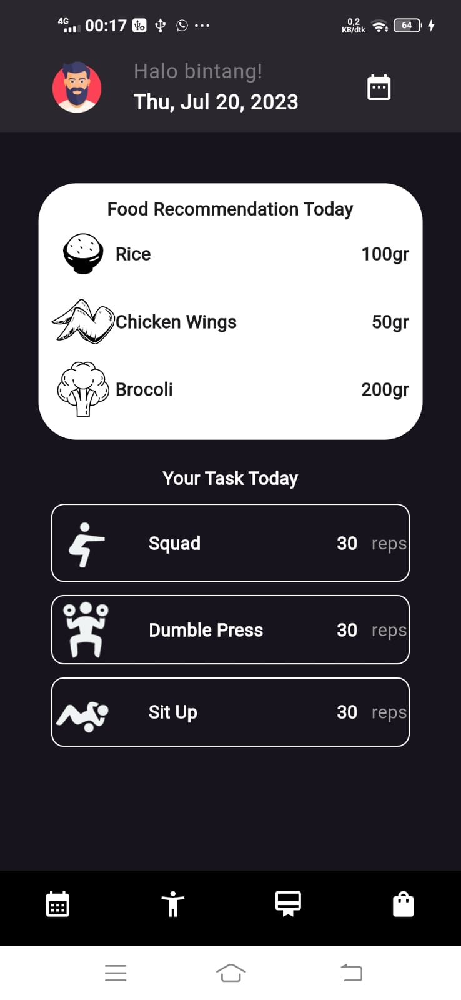 4G 00:17 0,2 KB/dtk 64
Halo bintang!
Thu, Jul 20, 2023
Food Recommendation Today
Rice 100gr
Chicken Wings 50gr
Brocoli 200gr
Your Task Today
Squad 30 reps
Dumble Press 30 reps
Sit Up 30 reps